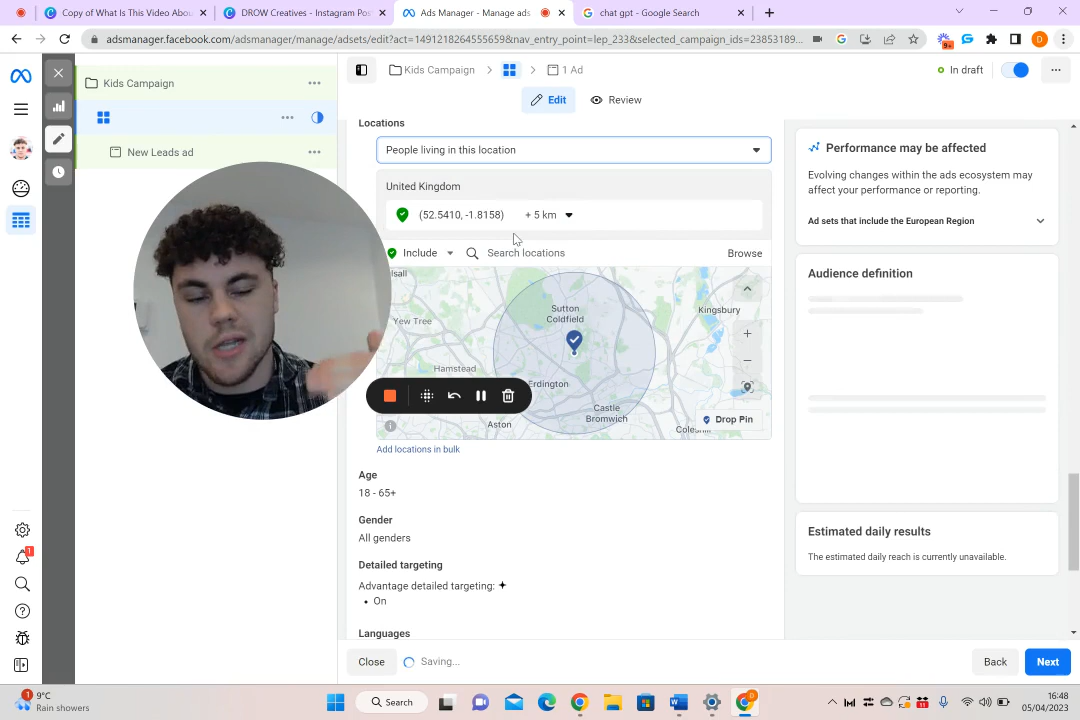 Copy of What Is This Video Abou
DROW Creatives - Instagram Post
Ads Manager - Manage ads
chat gpt - Google Search
adsmanager.facebook.com/adsmanager/manage/adsets/edit?act=1491218264555659&nav_entry_point=lep_233&selected_campaign_ids=23853189...
9+
D
Kids Campaign
Kids Campaign
1 Ad
In draft
Edit
Review
New Leads ad
Locations
People living in this location
United Kingdom
(52.5410, -1.8158)
+ 5 km
Include
Search locations
Browse
Yew Tree
Sutton
Coldfield
Kingsbury
Hamstead
Erdington
Castle
Bromwich
Aston
Drop Pin
Add locations in bulk
Age
18 - 65+
Gender
All genders
Detailed targeting
Advantage detailed targeting:
• On
Languages
Performance may be affected
Evolving changes within the ads ecosystem may
affect your performance or reporting.
Ad sets that include the European Region
Audience definition
Estimated daily results
The estimated daily reach is currently unavailable.
1
Close
Saving...
Back
Next
1
9°C
Rain showers
Search
16:48
05/04/2023